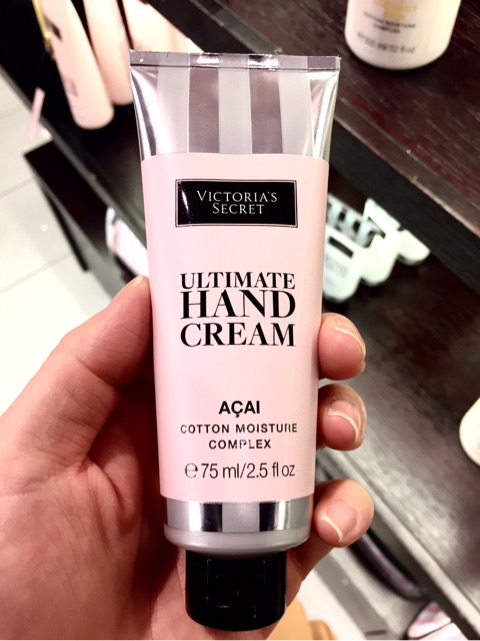 VICTORIA'S
SECRET
ULTIMATE
HAND
CREAM
AÇAI
COTTON MOISTURE
COMPLEX
℮ 75 ml/2.5 fl oz